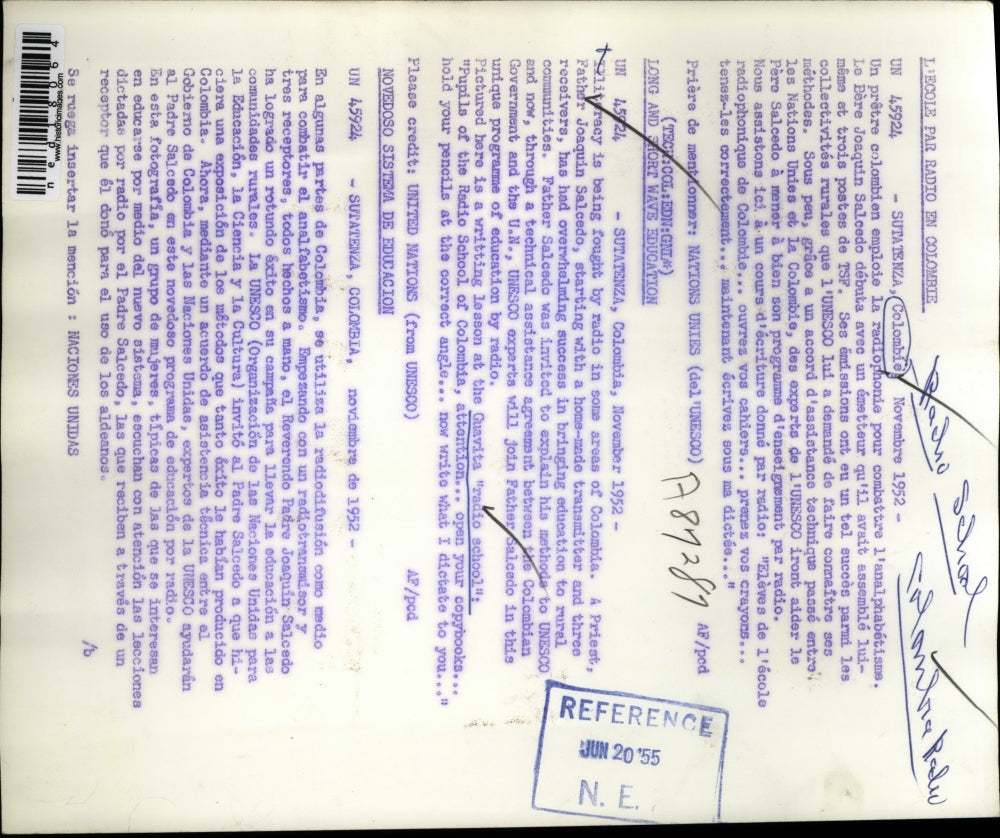 L'ECOLE PAR RADIO EN COLOMBIE
UN 45924 - SUTATENZA, Colombie, Novembre 1952 -
Un prêtre colombien emploie la radiophonie pour combattre l'analphabétisme.
Le Père Joaquin Salcedo débuta avec un émetteur qu'il avait assemblé lui-
même et trois postes de TSF. Ses émissions ont eu un tel succès parmi les
collectivités rurales que l'UNESCO lui a demandé de faire connaître ses
méthodes. Sous peu, grâce a un accord d'assistance technique passé entre
les Nations Unies et la Colombie, des experts de l'UNESCO iront aider le
Père Salcedo à mener à bien son programme d'enseignement par radio.
Nous assistons ici à un cours d'écriture donné par radio: "Elèves de l'école
radiophonique de Colombie... ouvrez vos cahiers... prenez vos crayons...
tenez-les correctement... maintenant écrivez sous ma dictée..."
Prière de mentionner: NATIONS UNIES (del'UNESCO) AF/pcd
(TECH:COL:EDN:GNL*)
LONG AND SHORT WAVE EDUCATION
UN 45924 - SUTATENZA, Colombia, November 1952 -
Illiteracy is being fought by radio in some areas of Colombia. A Priest,
Father Joaquin Salcedo, starting with a home-made transmitter and three
receivers, has had overwhelming success in bringing education to rural
communities. Father Salcedo was invited to explain his methods to UNESCO
and now, through a technical assistance agreement between the Colombian
Government and the U.N., UNESCO experts will join Father Salcedo in this
unique programme of education by radio.
Pictured here is a writting lesson at the Guavita "radio school":
"Pupils of the Radio School of Colombia, attention... open your copybooks...
hold your pencils at the correct angle... now write what I dictate to you..."
Please credit: UNITED NATIONS (from UNESCO) AF/pcd
NOVEDOSO SISTEMA DE EDUCACION
UN 45924 - SUTATENZA, COLOMBIA, noviembre de 1952 -
En algunas partes de Colombia, se utiliza la radiodifusión como medio
para combatir el analfabetismo. Empezando con un radiotransmisor y
tres receptores, todos hechos a mano, el Reverendo Padre Joaquín Salcedo
ha logrado un rotundo éxito en su campaña para llevar la educación a las
comunidades rurales. La UNESCO (Organización de las Naciones Unidas para
la Educación, la Ciencia y la Cultura) invitó al Padre Salcedo a que hi-
ciera una exposición de los métodos que tanto éxito le habían producido en
Colombia. Ahora, mediante un acuerdo de asistencia técnica entre el
Gobierno de Colombia y las Naciones Unidas, expertos de la UNESCO ayudarán
al Padre Salcedo en este novedoso programa de educación por radio.
En esta fotografía, un grupo de mujeres, típicas de las que se interesan
en educarse por medio del nuevo sistema, escuchan con atención las lecciones
dictadas por radio por el Padre Salcedo, las que reciben a través de un
receptor que él donó para el uso de los aldeanos.
/b
Se ruega insertar la mención : NACIONES UNIDAS
School
A87287
REFERENCE
JUN 20 '55
N. E.